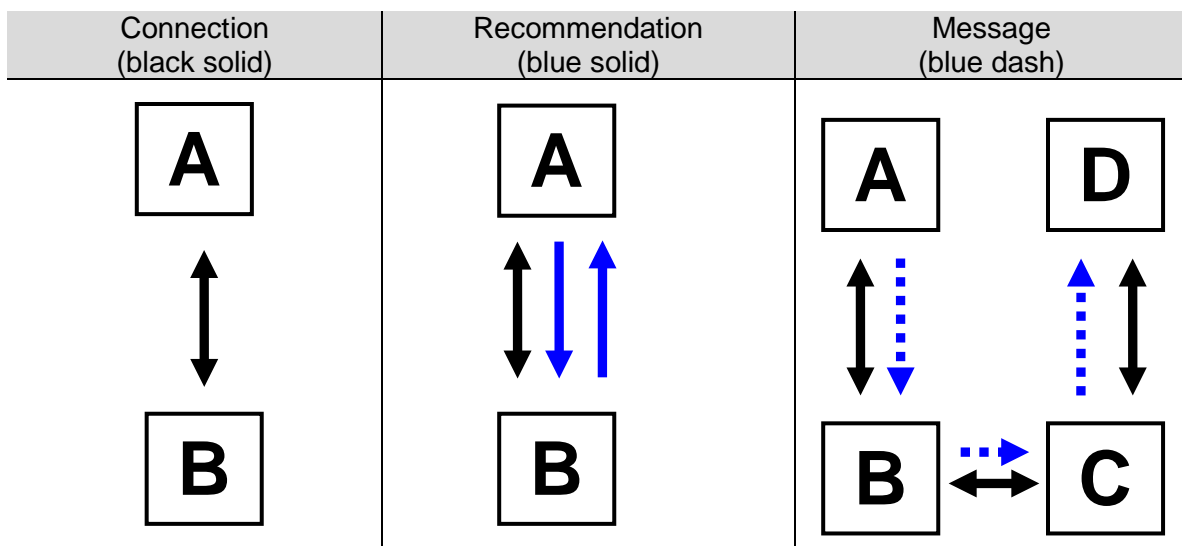 Connection
(black solid)
Recommendation
(blue solid)
Message
(blue dash)
A
B
A
B
A
D
B
C